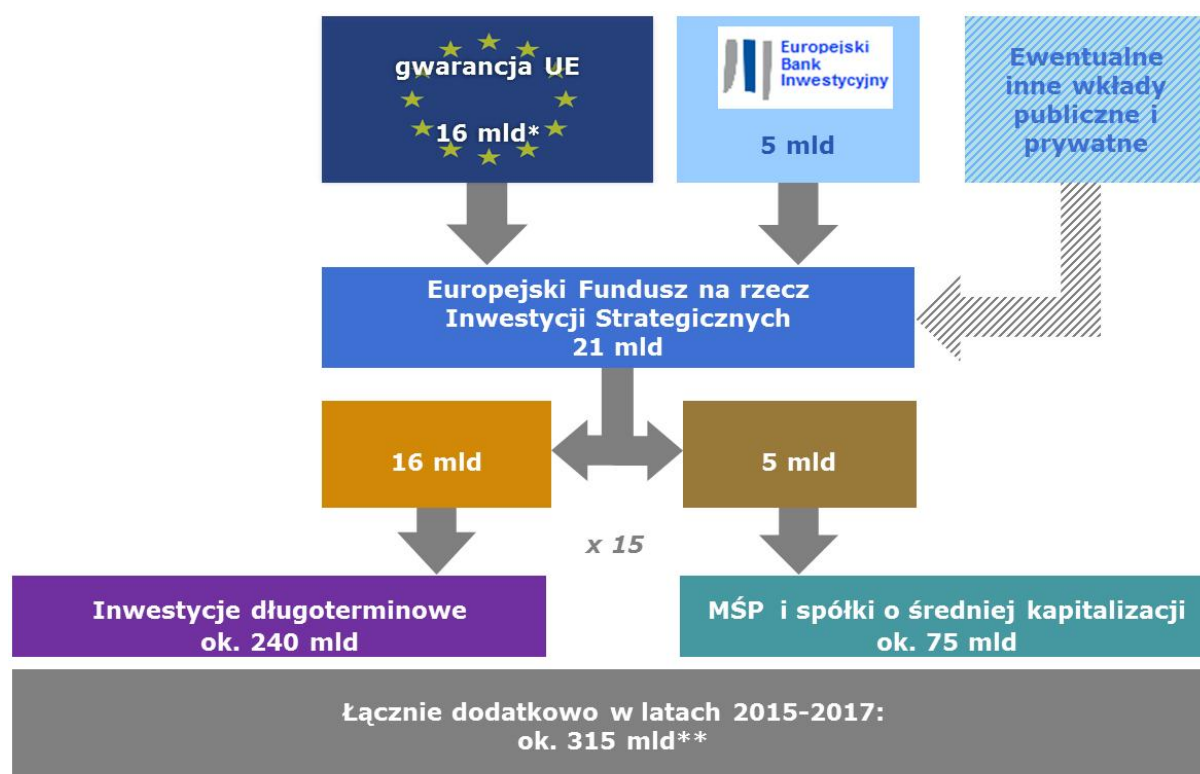 gwarancja UE
16 mld*
Europejski
Bank
Inwestycyjny
5 mld
Ewentualne
inne wkłady
publiczne i
prywatne
Europejski Fundusz na rzecz
Inwestycji Strategicznych
21 mld
16 mld
5 mld
x 15
Inwestycje długoterminowe
ok. 240 mld
MŚP i spółki o średniej kapitalizacji
ok. 75 mld
Łącznie dodatkowo w latach 2015-2017:
ok. 315 mld**